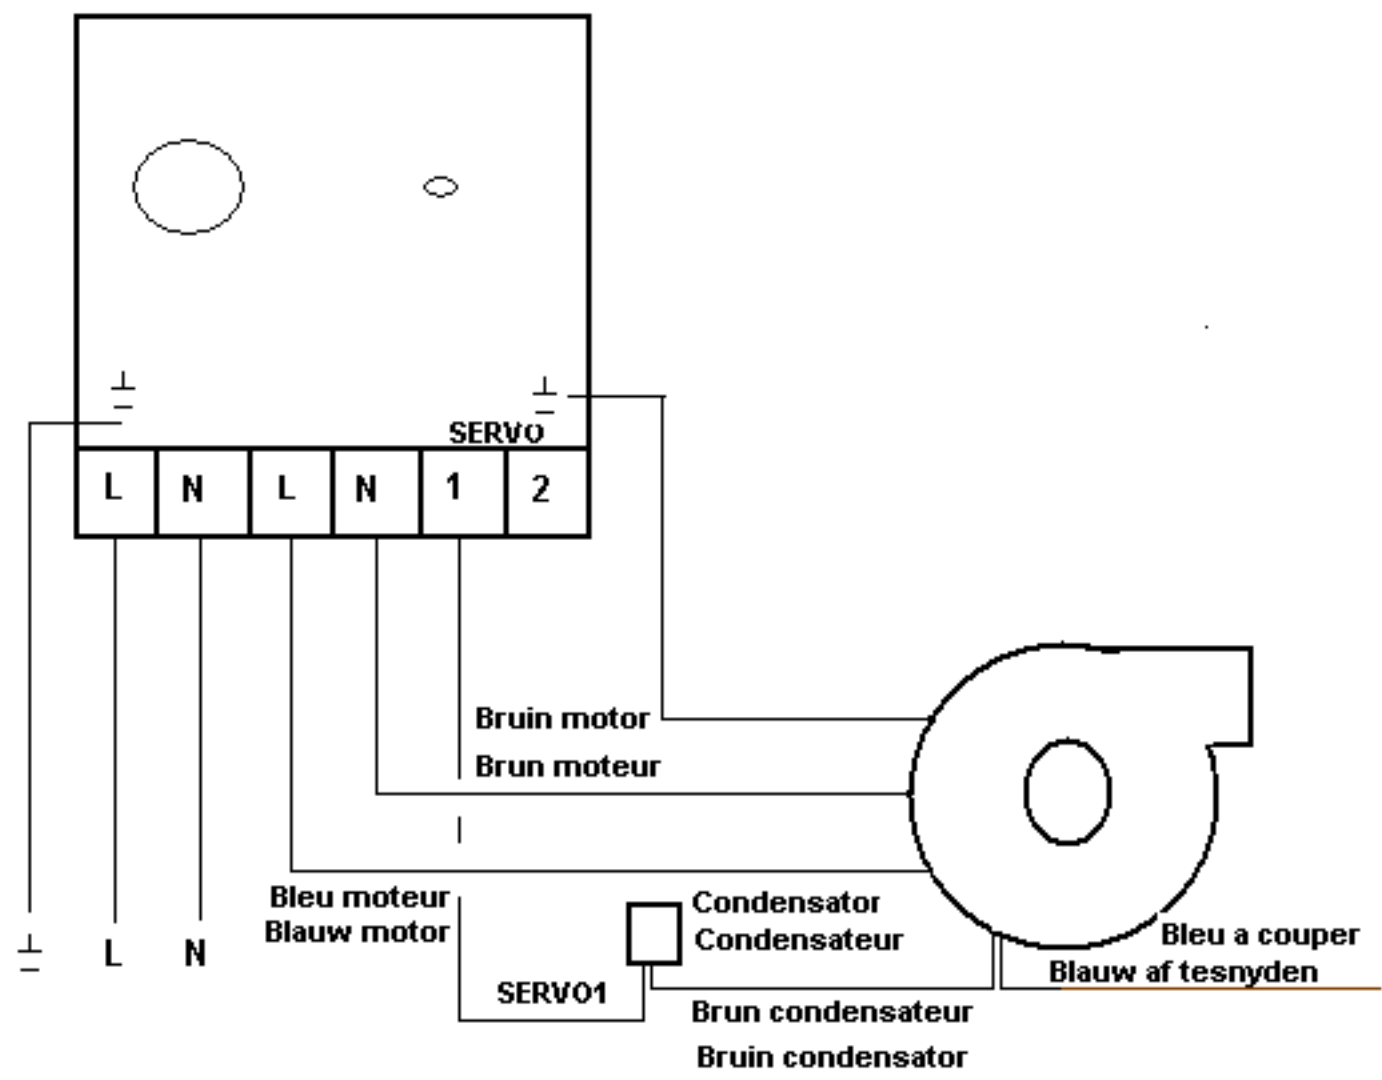 SERVO
L N L N 1 2
Bruin motor
Brun moteur
Bleu moteur
Blauw motor
Condensator
Condensateur
Bleu a couper
Blauw af tesnyden
L N
SERVO1
Brun condensateur
Bruin condensator